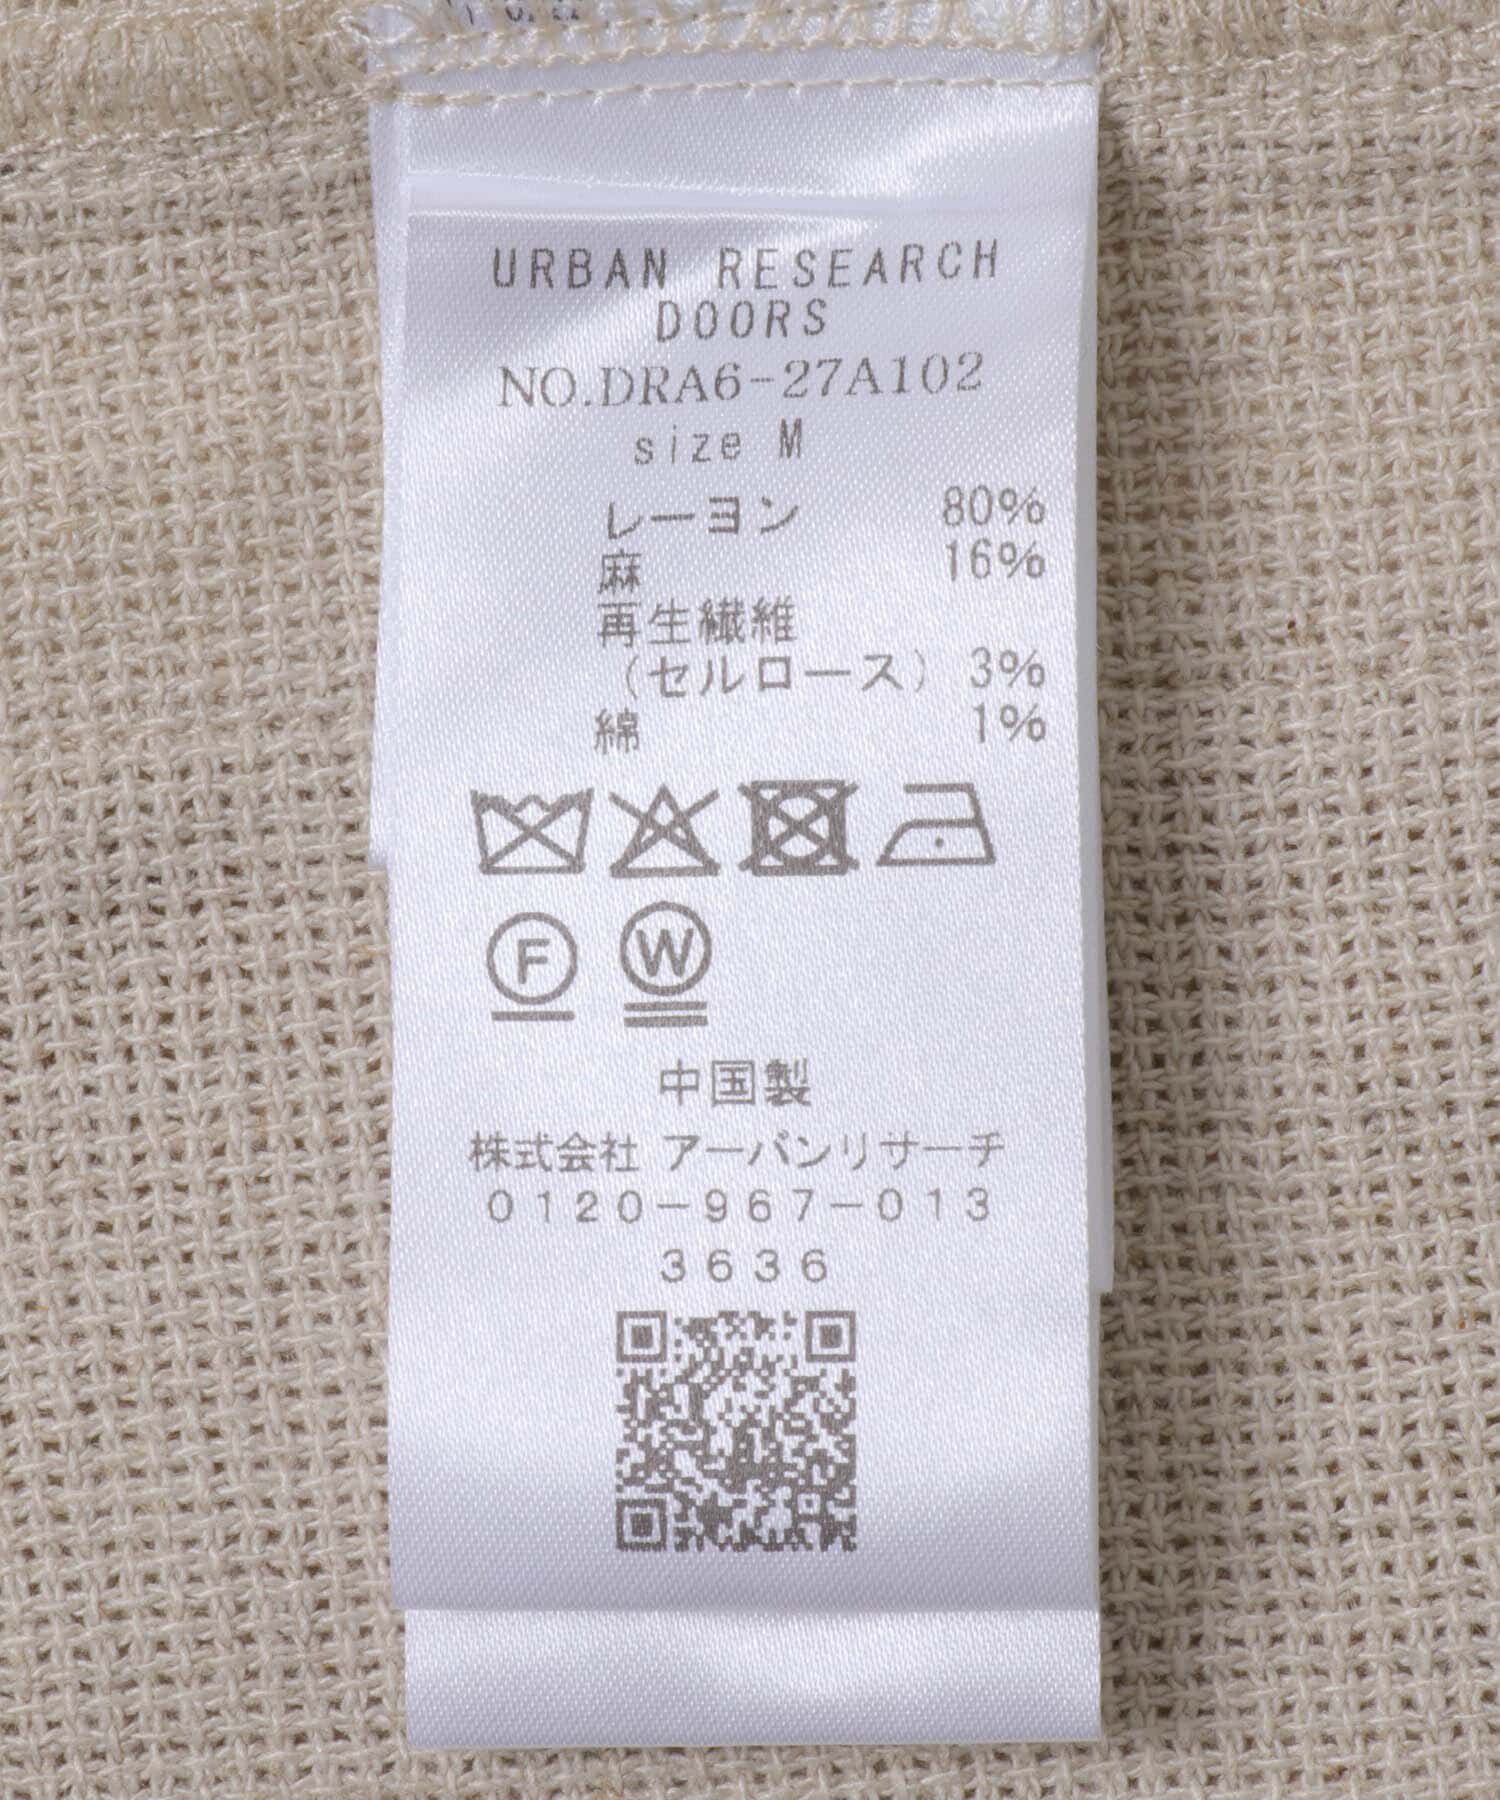 URBAN RESEARCH
DOORS
NO.DRA6-27A102
size M
レーヨン 80%
麻 16%
再生繊維
(セルロース) 3%
綿 1%
F W
中国製
株式会社 アーバンリサーチ
0120-967-013
3636